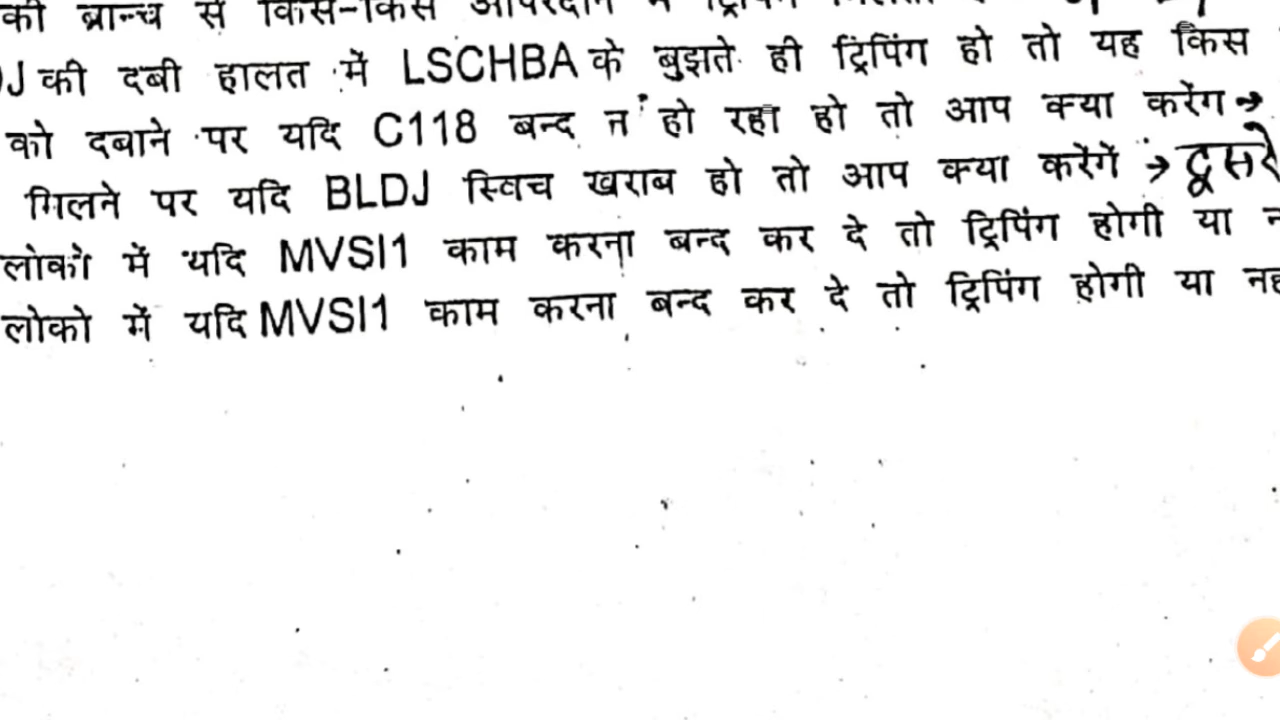 की ब्रान्च से किस-किस
J की दबी हालत में LSCHBA के बुझते ही ट्रिपिंग हो तो यह किस
को दबाने पर यदि C118 बन्द न हो रहा हो तो आप क्या करेंग →
मिलने पर यदि BLDJ स्विच खराब हो तो आप क्या करेंगें → दूसरे
लोको में यदि MVSI1 काम करना बन्द कर दे तो ट्रिपिंग होगी या
लोको में यदि MVSI1 काम करना बन्द कर दे तो ट्रिपिंग होगी या